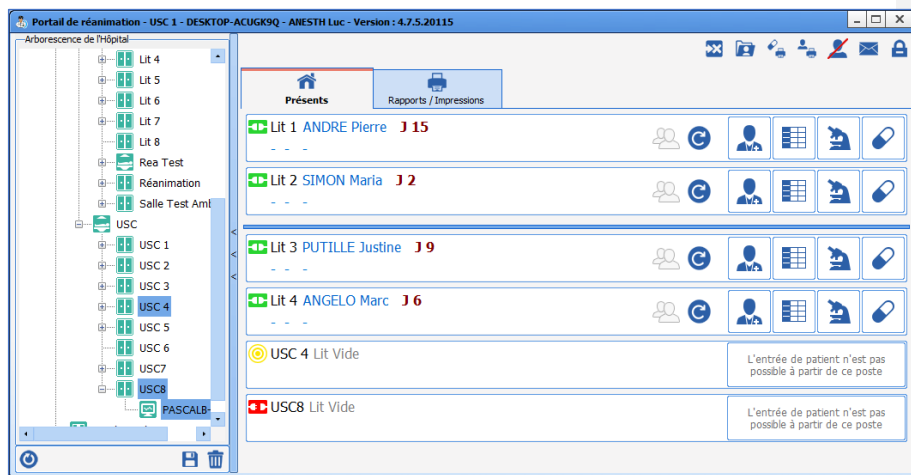 Portail de réanimation - USC 1 - DESKTOP-ACUGK9Q - ANESTH Luc - Version : 4.7.5.20115
Arborescence de l'Hôpital
Lit 4
Lit 5
Lit 6
Lit 7
Lit 8
Rea Test
Réanimation
Salle Test Amb
USC
USC 1
USC 2
USC 3
USC 4
USC 5
USC 6
USC7
USC8
PASCALB-
Présents
Rapports / Impressions
Lit 1 ANDRE Pierre J 15
- - -
Lit 2 SIMON Maria J 2
- - -
Lit 3 PUTILLE Justine J 9
- - -
Lit 4 ANGELO Marc J 6
- - -
USC 4 Lit Vide
L'entrée de patient n'est pas
possible à partir de ce poste
USC8 Lit Vide
L'entrée de patient n'est pas
possible à partir de ce poste